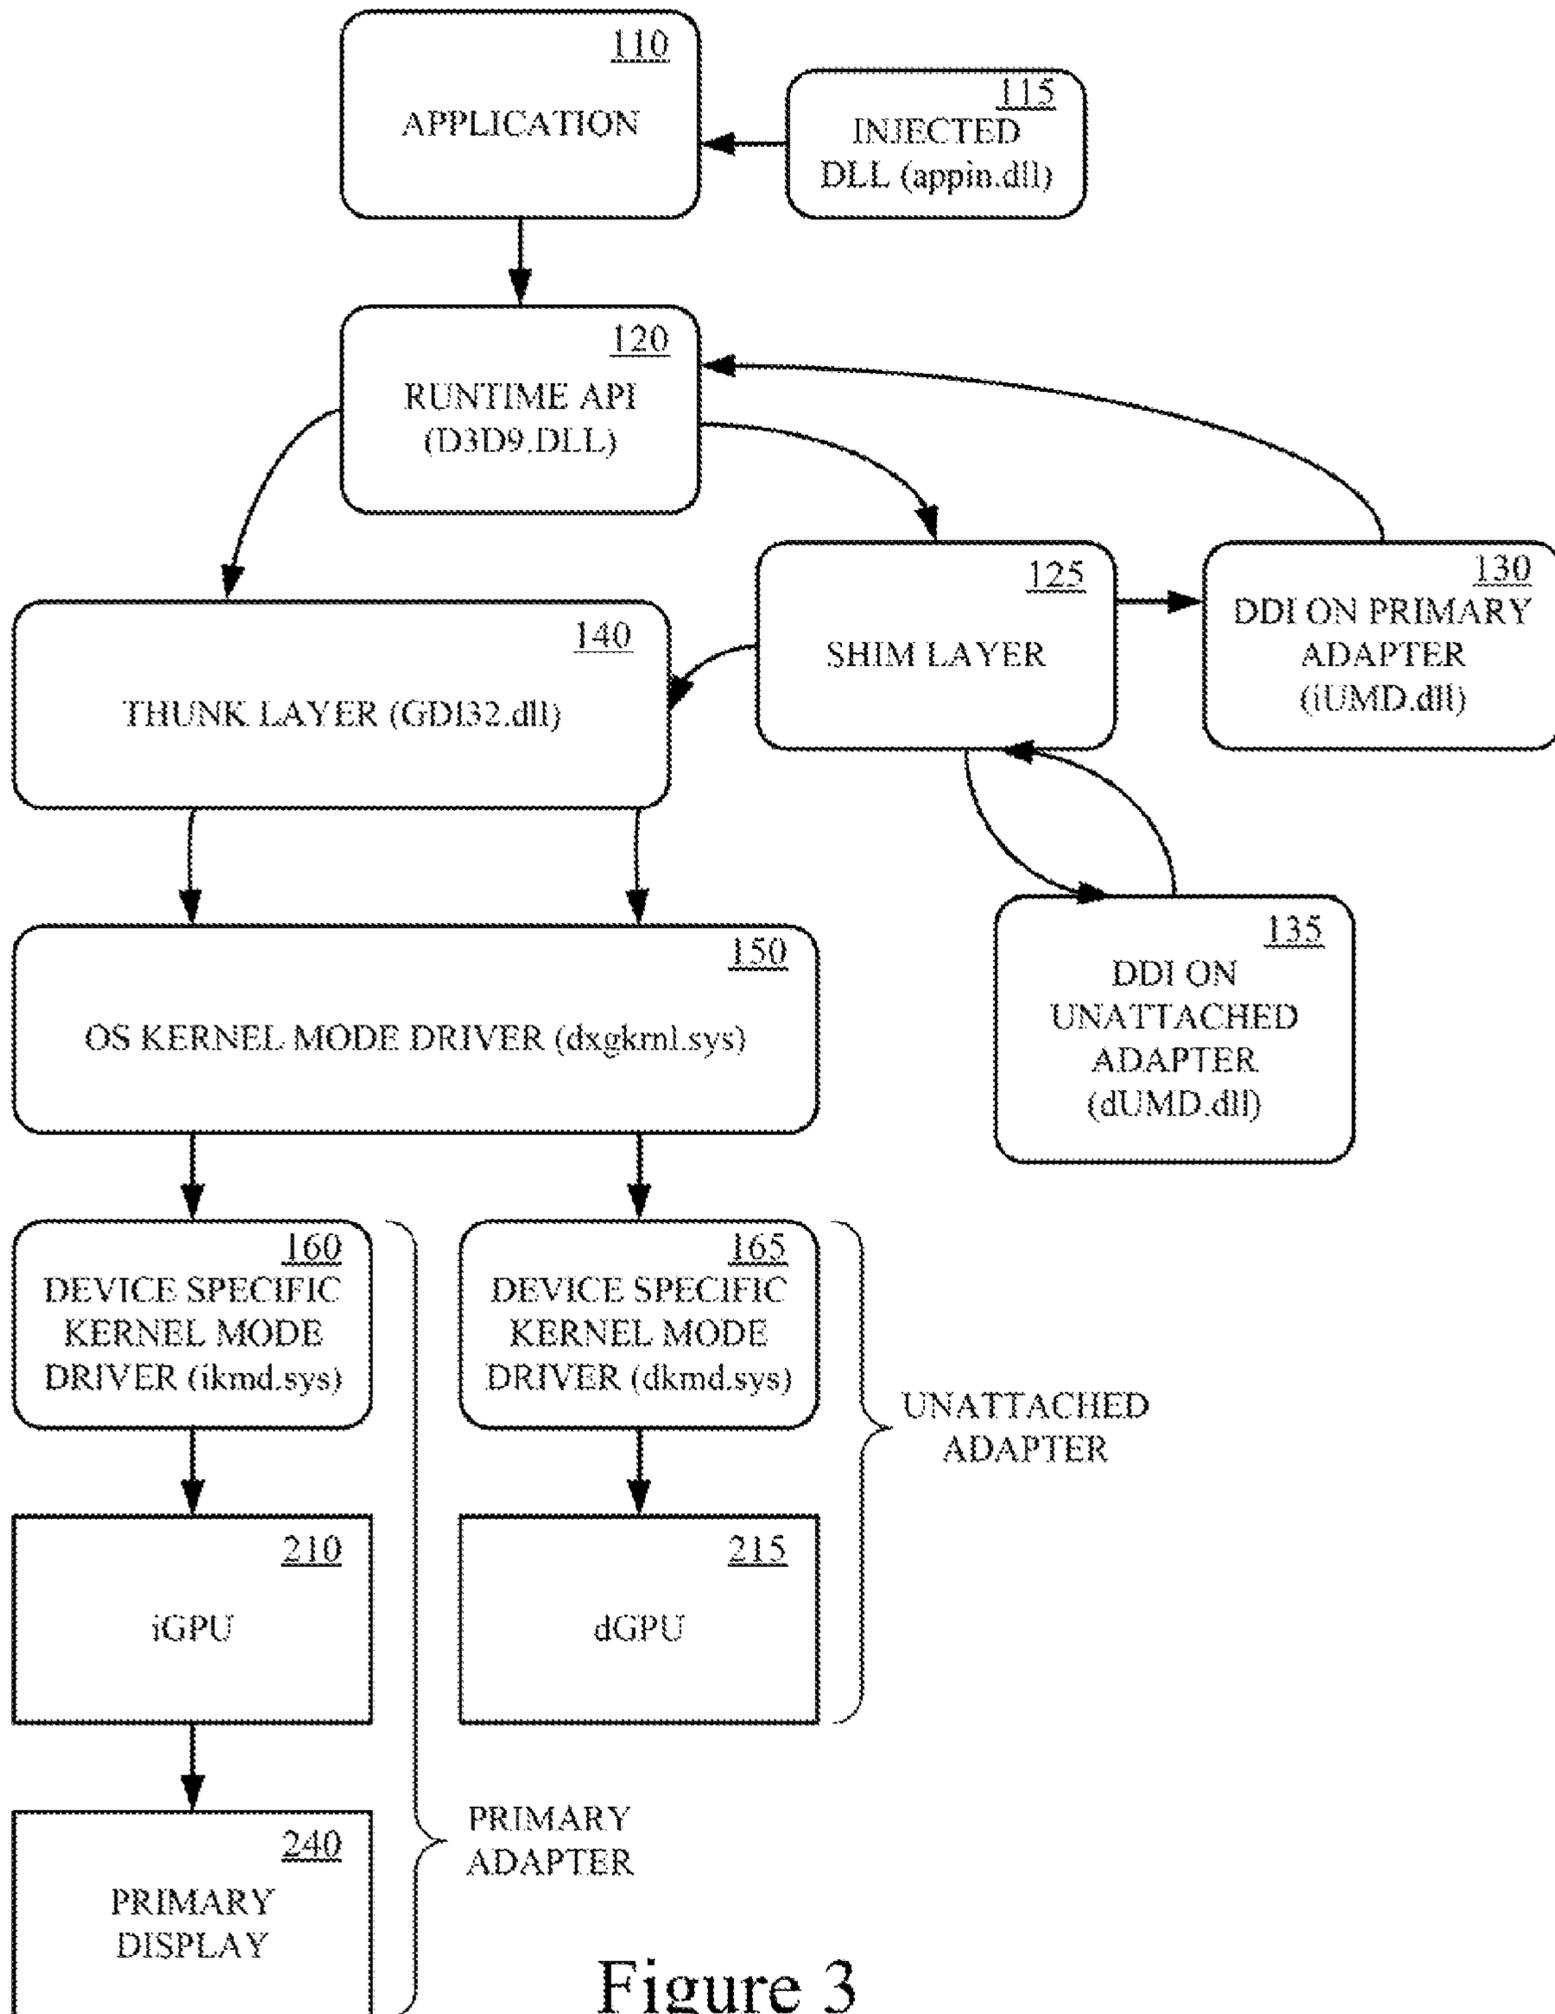 110
APPLICATION
115
INJECTED
DLL (appin.dll)
120
RUNTIME API
(D3D9.DLL)
125
SHIM LAYER
130
DDI ON PRIMARY
ADAPTER
(iUMD.dll)
140
THUNK LAYER (GDI32.dll)
135
DDI ON
UNATTACHED
ADAPTER
(dUMD.dll)
150
OS KERNEL MODE DRIVER (dxgkrnl.sys)
160
DEVICE SPECIFIC
KERNEL MODE
DRIVER (ikmd.sys)
165
DEVICE SPECIFIC
KERNEL MODE
DRIVER (dkmd.sys)
UNATTACHED
ADAPTER
210
iGPU
215
dGPU
PRIMARY
ADAPTER
240
PRIMARY
DISPLAY
Figure 3